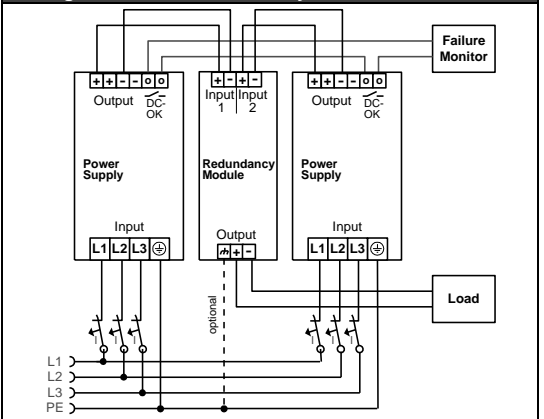 Failure
Monitor
+ + - - o o
+ - + -
+ + - - o o
Output
DC-
OK
Input Input
1 2
Output
DC-
OK
Power
Supply
Redundancy
Module
Power
Supply
Input
Output
Input
L1 L2 L3
+ -
L1 L2 L3
optional
Load
I I I
I I I
L1
L2
L3
PE